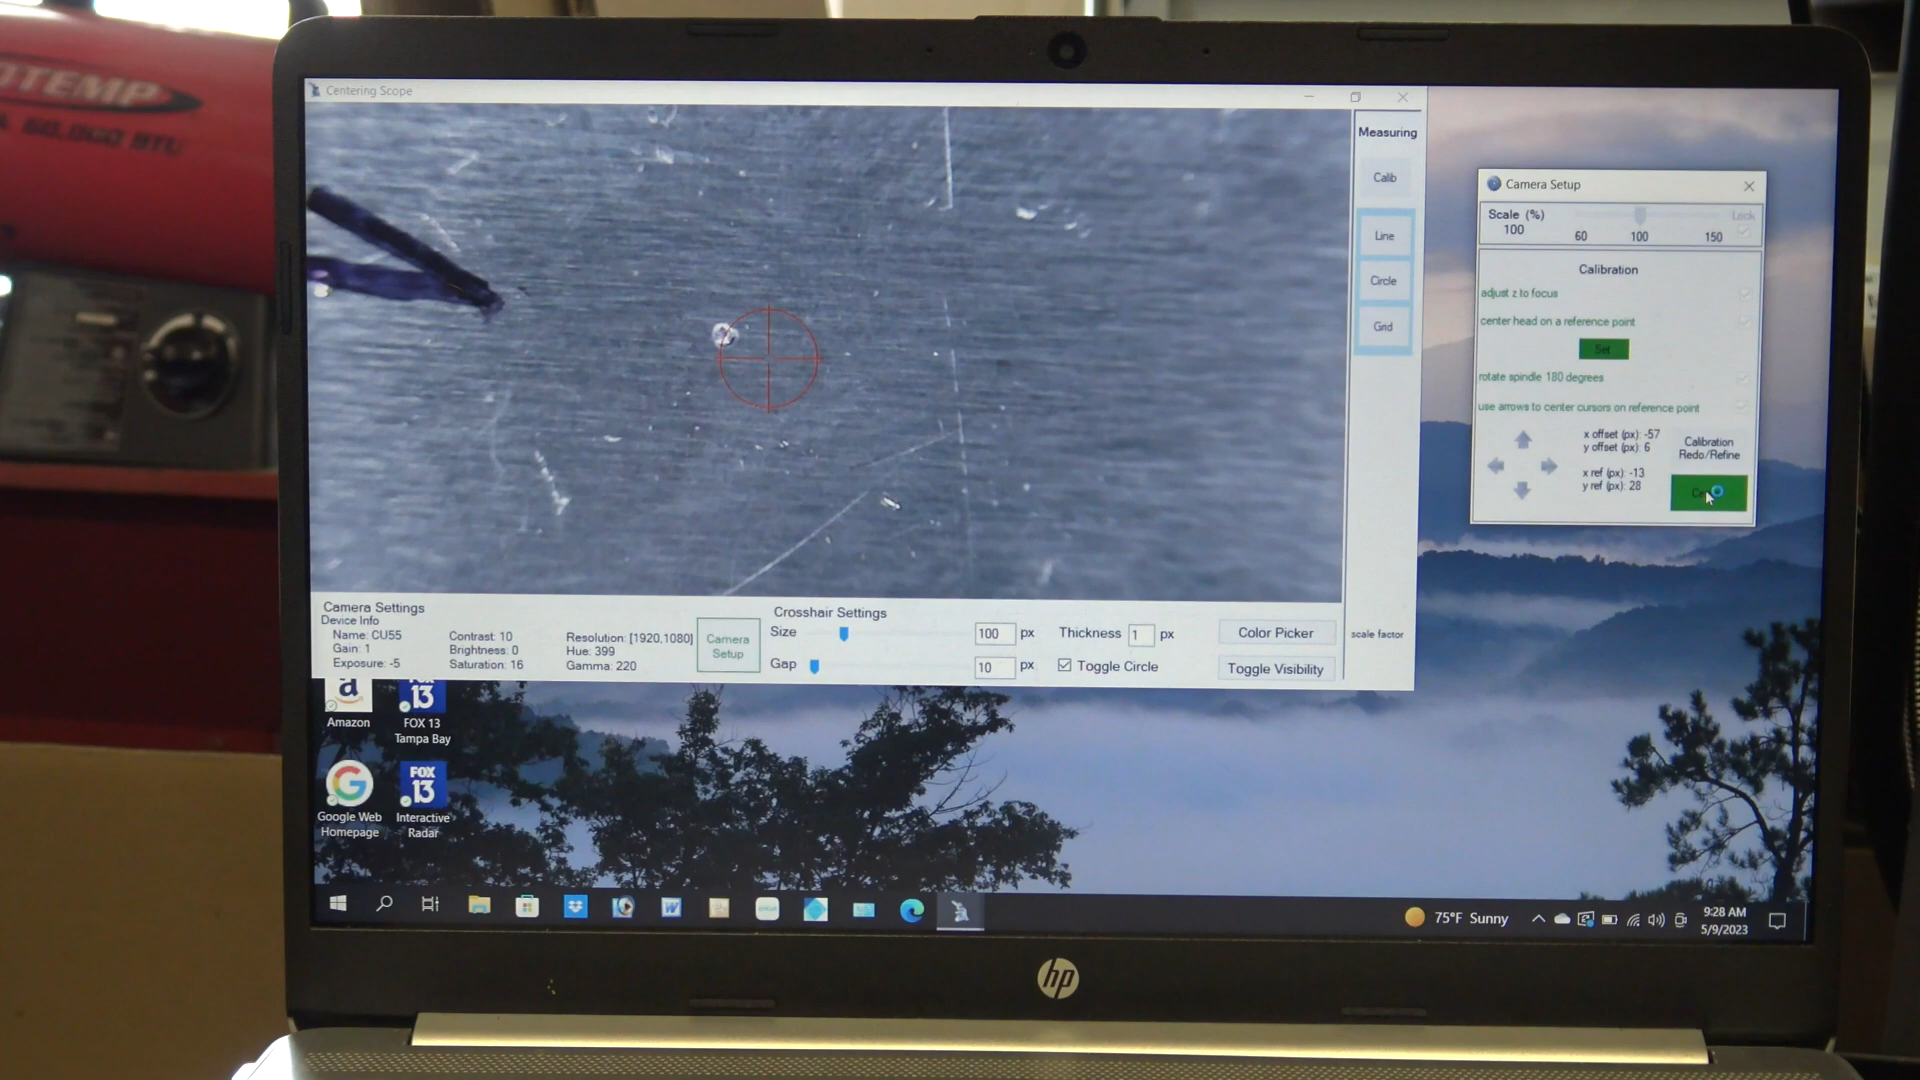 Centering Scope
Measuring
Calib
Line
Circle
Grid
scale factor
Camera Settings
Device Info
Name: CU55
Gain: 1
Exposure: -5
Contrast: 10
Brightness: 0
Saturation: 16
Resolution: [1920,1080]
Hue: 399
Gamma: 220
Camera
Setup
Crosshair Settings
Size
100 px
Gap
10 px
Thickness 1 px
Toggle Circle
Color Picker
Toggle Visibility
Camera Setup
Scale (%)
100
60 100 150
Lock
Calibration
adjust z to focus
center head on a reference point
Set
rotate spindle 180 degrees
use arrows to center cursors on reference point
x offset (px): -57
y offset (px): 6
x ref (px): -13
y ref (px): 28
Calibration
Redo/Refine
Amazon
13
FOX 13
Tampa Bay
Google Web
Homepage
FOX
13
Interactive
Radar
75°F Sunny
9:28 AM
5/9/2023
hp
60,000 BTU